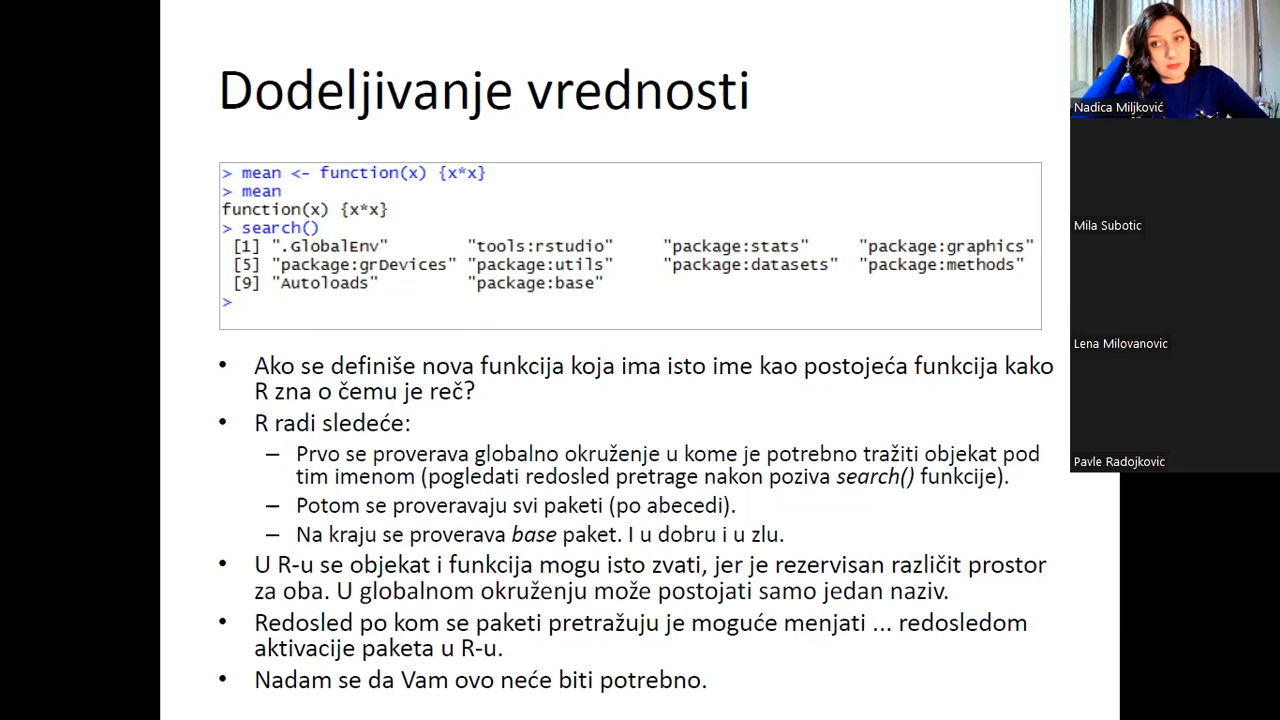 Dodeljivanje vrednosti
> mean <- function(x) {x*x}
> mean
function(x) {x*x}
> search()
[1] ".GlobalEnv" "tools:rstudio" "package:stats" "package:graphics"
[5] "package:grDevices" "package:utils" "package:datasets" "package:methods"
[9] "Autoloads" "package:base"
>
• Ako se definiše nova funkcija koja ima isto ime kao postojeća funkcija kako
R zna o čemu je reč?
• R radi sledeće:
– Prvo se proverava globalno okruženje u kome je potrebno tražiti objekat pod
tim imenom (pogledati redosled pretrage nakon poziva search() funkcije).
– Potom se proveravaju svi paketi (po abecedi).
– Na kraju se proverava base paket. I u dobru i u zlu.
• U R-u se objekat i funkcija mogu isto zvati, jer je rezervisan različit prostor
za oba. U globalnom okruženju može postojati samo jedan naziv.
• Redosled po kom se paketi pretražuju je moguće menjati ... redosledom
aktivacije paketa u R-u.
• Nadam se da Vam ovo neće biti potrebno.
Nadica Miljković
Mila Subotic
Lena Milovanovic
Pavle Radojkovic